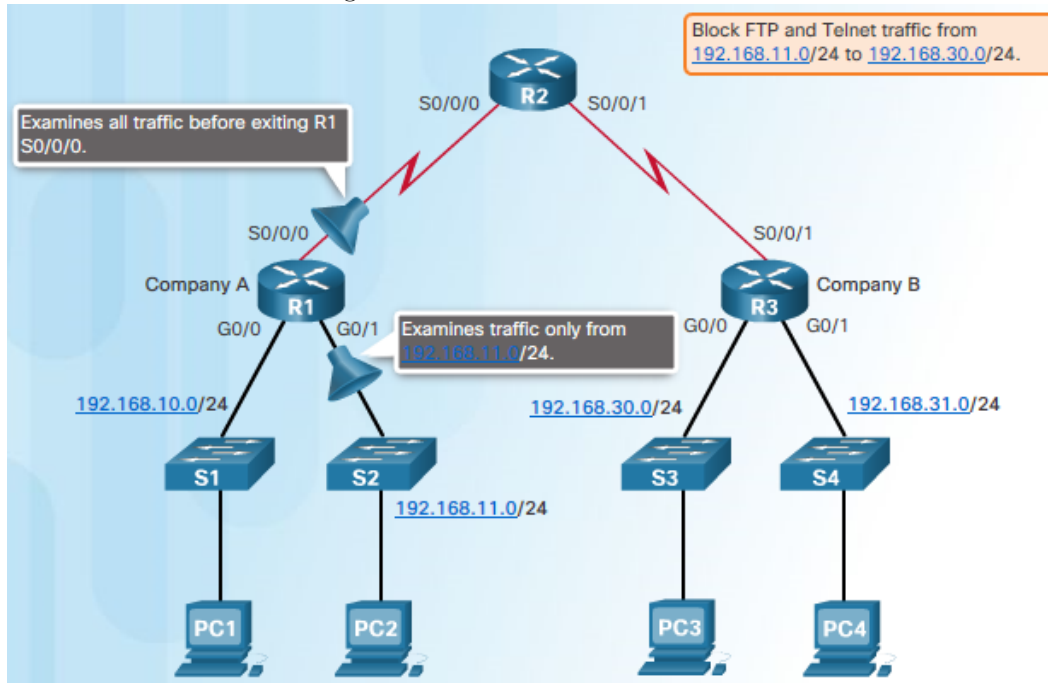 Block FTP and Telnet traffic from
192.168.11.0/24 to 192.168.30.0/24.
R2
S0/0/0
S0/0/1
Examines all traffic before exiting R1
S0/0/0.
S0/0/0
S0/0/1
Company A
R1
R3
Company B
G0/0
G0/1
Examines traffic only from
192.168.11.0/24.
G0/0
G0/1
192.168.10.0/24
192.168.30.0/24
192.168.31.0/24
S1
S2
S3
S4
192.168.11.0/24
PC1
PC2
PC3
PC4